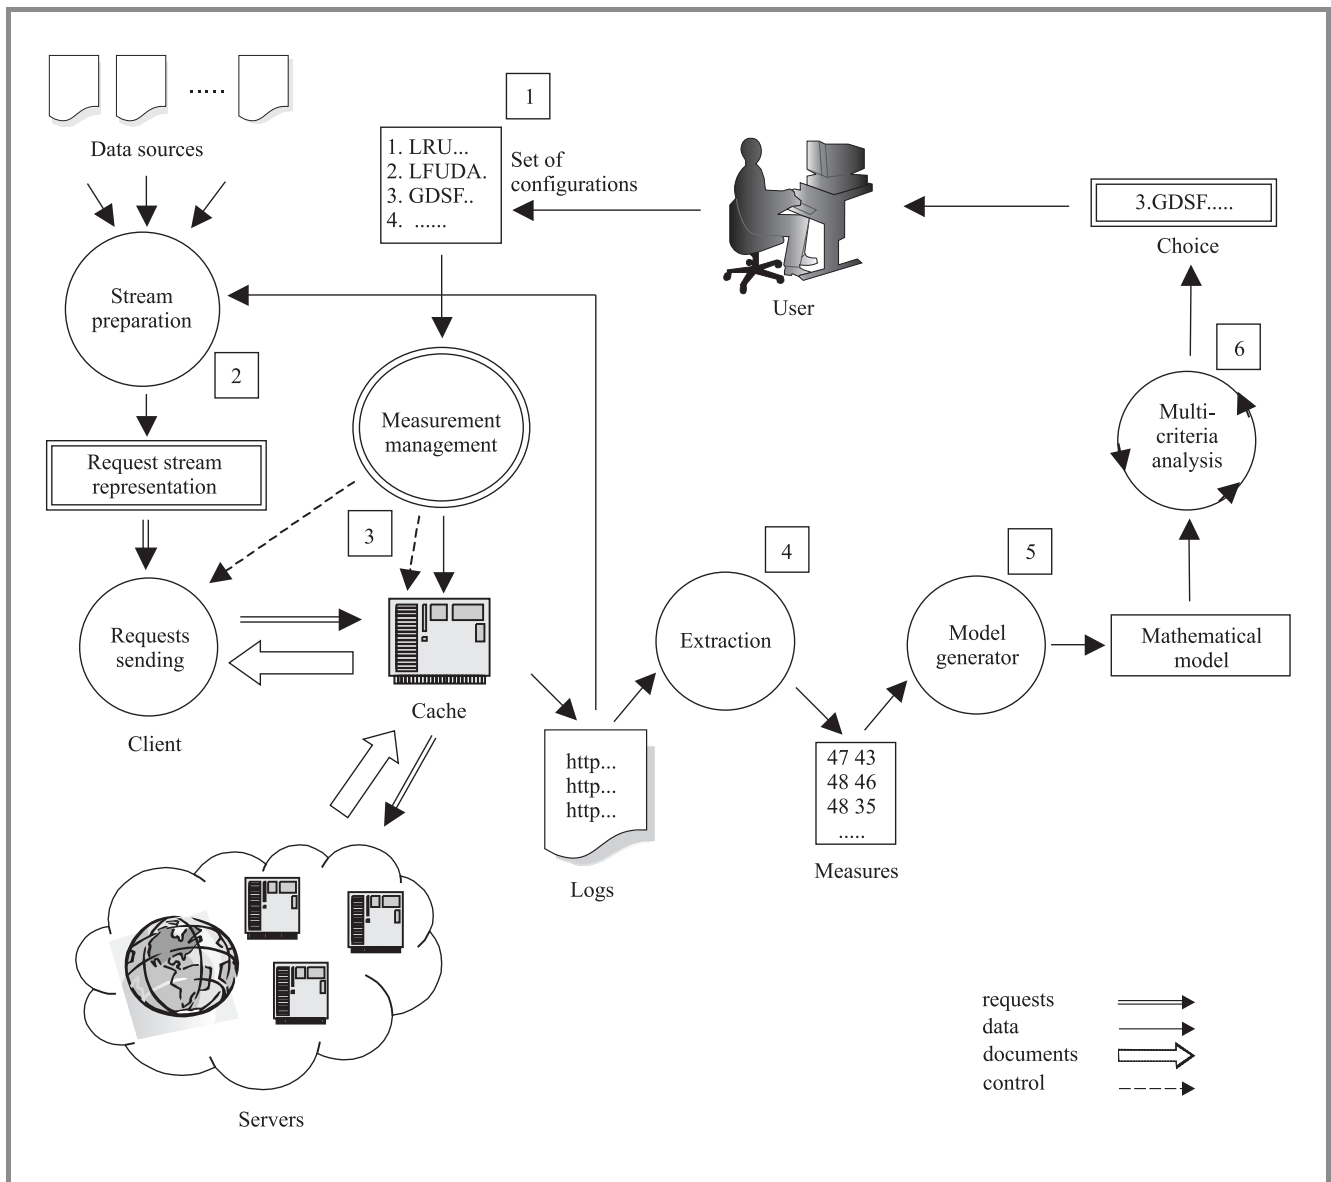 Data sources
1
1. LRU...
2. LFUDA.
3. GDSF..
4. ......
Set of
configurations
User
3.GDSF.....
Choice
Stream
preparation
2
Measurement
management
6
Multi-
criteria
analysis
Request stream
representation
3
4
5
Requests
sending
Client
Cache
Extraction
Model
generator
Mathematical
model
http...
http...
http...
Logs
47 43
48 46
48 35
.....
Measures
Servers
requests
data
documents
control